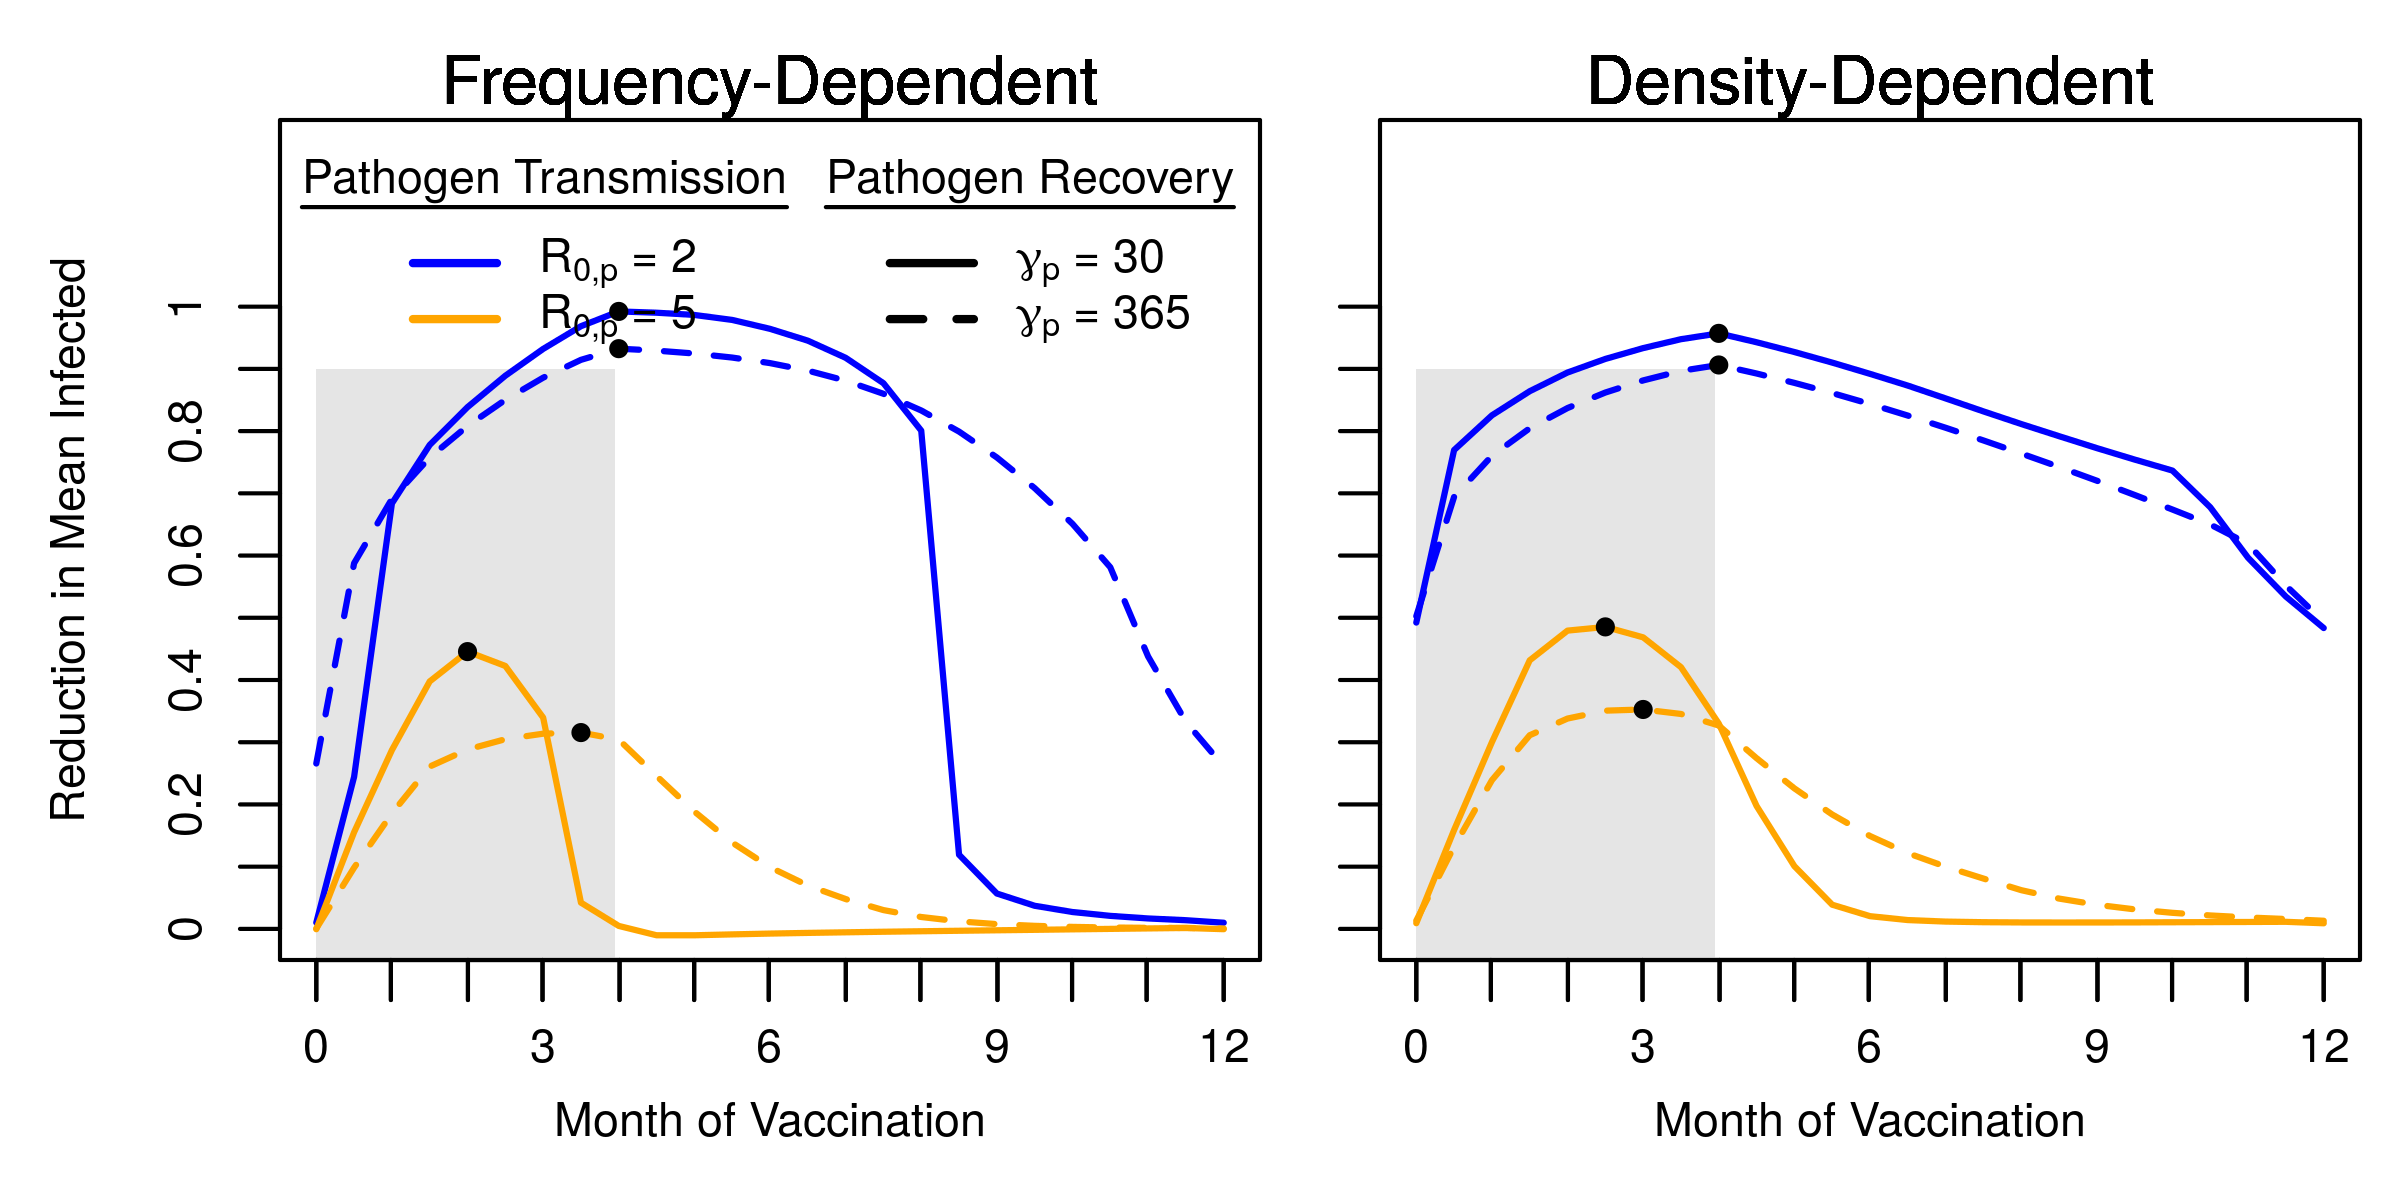 Frequency-Dependent
Density-Dependent
Pathogen Transmission
Pathogen Recovery
R0,p = 2
γp = 30
R0,p = 5
γp = 365
Reduction in Mean Infected
1
0.8
0.6
0.4
0.2
0
0 3 6 9 12
0 3 6 9 12
Month of Vaccination
Month of Vaccination